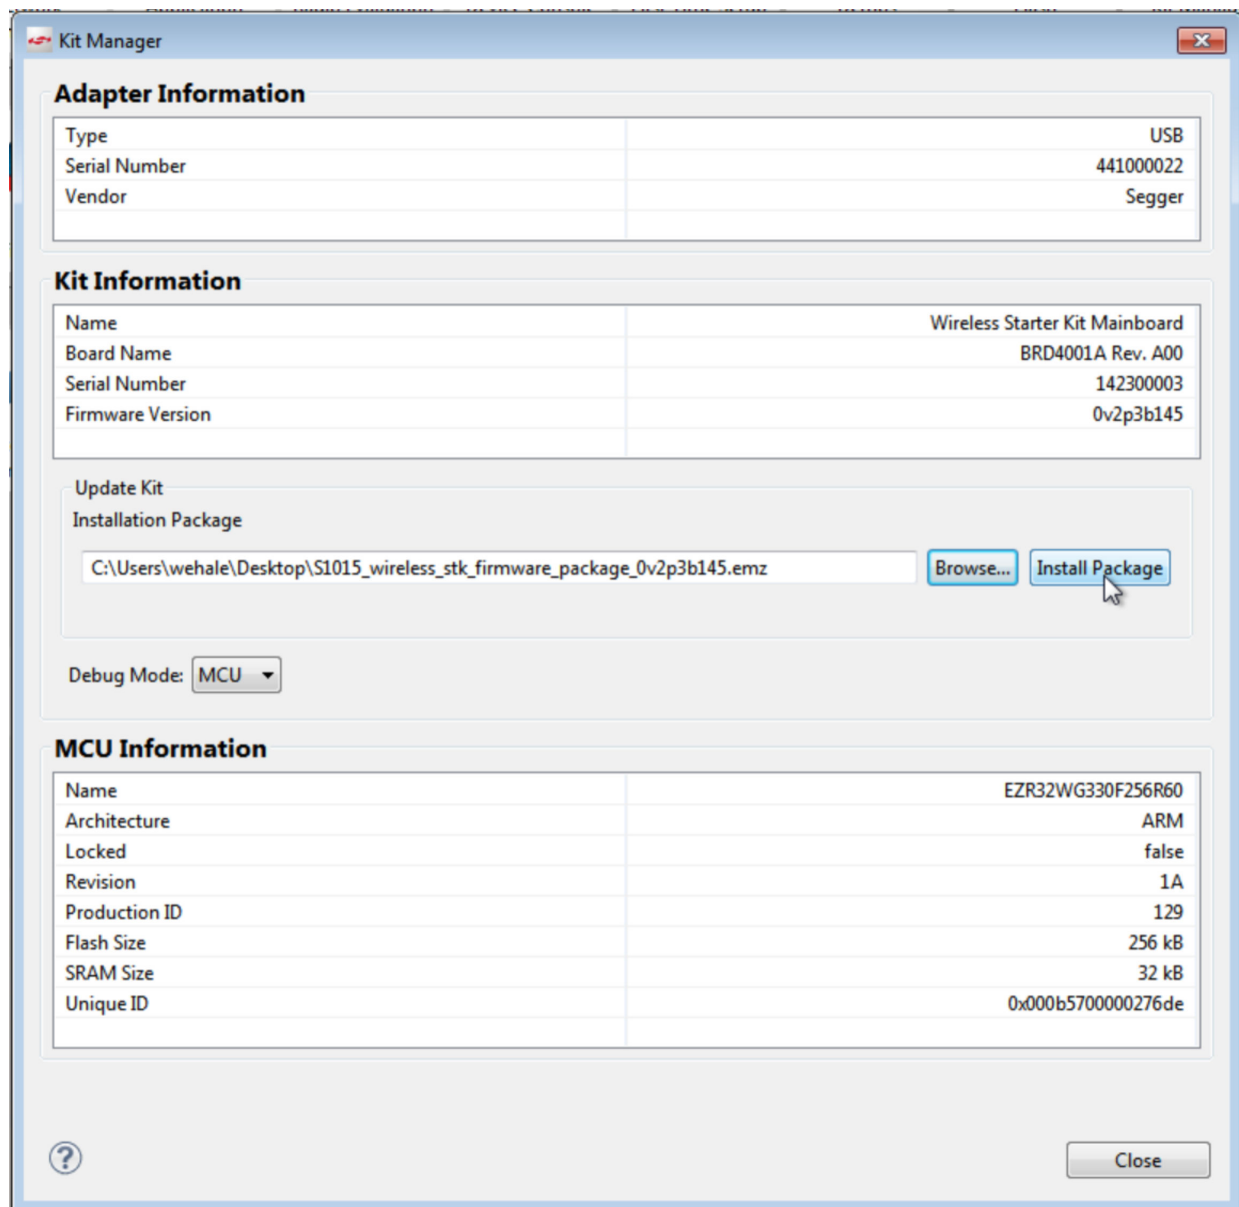 Kit Manager
Adapter Information
Type USB
Serial Number 441000022
Vendor Segger
Kit Information
Name Wireless Starter Kit Mainboard
Board Name BRD4001A Rev. A00
Serial Number 142300003
Firmware Version 0v2p3b145
Update Kit
Installation Package
C:\Users\wehale\Desktop\S1015_wireless_stk_firmware_package_0v2p3b145.emz Browse... Install Package
Debug Mode: MCU
MCU Information
Name EZR32WG330F256R60
Architecture ARM
Locked false
Revision 1A
Production ID 129
Flash Size 256 kB
SRAM Size 32 kB
Unique ID 0x000b5700000276de
?
Close